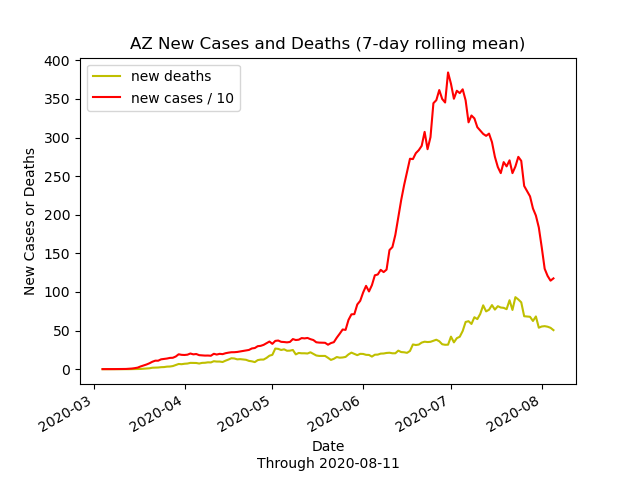 AZ New Cases and Deaths (7-day rolling mean)
new deaths
new cases / 10
400
350
300
250
200
150
100
50
0
New Cases or Deaths
2020-03
2020-04
2020-05
2020-06
2020-07
2020-08
Date
Through 2020-08-11